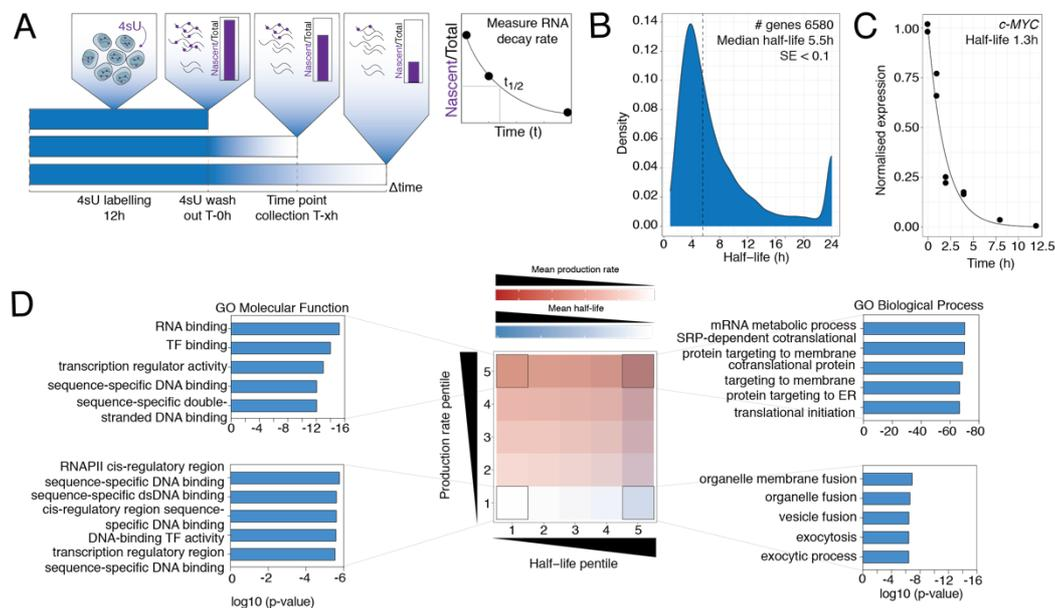 A
4sU
Nascent/Total
Nascent/Total
Nascent/Total
4sU labelling
12h
4sU wash
out T-0h
Time point
collection T-xh
Δtime
Measure RNA
decay rate
Nascent/Total
t1/2
Time (t)
B
# genes 6580
Median half-life 5.5h
SE < 0.1
Density
0.14
0.12
0.10
0.08
0.06
0.04
0.02
0.00
0 4 8 12 16 20 24
Half-life (h)
C
c-MYC
Half-life 1.3h
Normalised expression
1.00
0.75
0.50
0.25
0.00
0 2.5 5 7.5 10 12.5
Time (h)
D
GO Molecular Function
RNA binding
TF binding
transcription regulator activity
sequence-specific DNA binding
sequence-specific double-
stranded DNA binding
0 -4 -8 -12 -16
RNAPII cis-regulatory region
sequence-specific DNA binding
sequence-specific dsDNA binding
cis-regulatory region sequence-
specific DNA binding
DNA-binding TF activity
transcription regulatory region
sequence-specific DNA binding
0 -2 -4 -6
log10 (p-value)
Mean production rate
Mean half-life
Production rate pentile
5
4
3
2
1
1 2 3 4 5
Half-life pentile
GO Biological Process
mRNA metabolic process
SRP-dependent cotranslational
protein targeting to membrane
cotranslational protein
targeting to membrane
protein targeting to ER
translational initiation
0 -20 -40 -60 -80
organelle membrane fusion
organelle fusion
vesicle fusion
exocytosis
exocytic process
0 -4 -8 -12 -16
log10 (p-value)